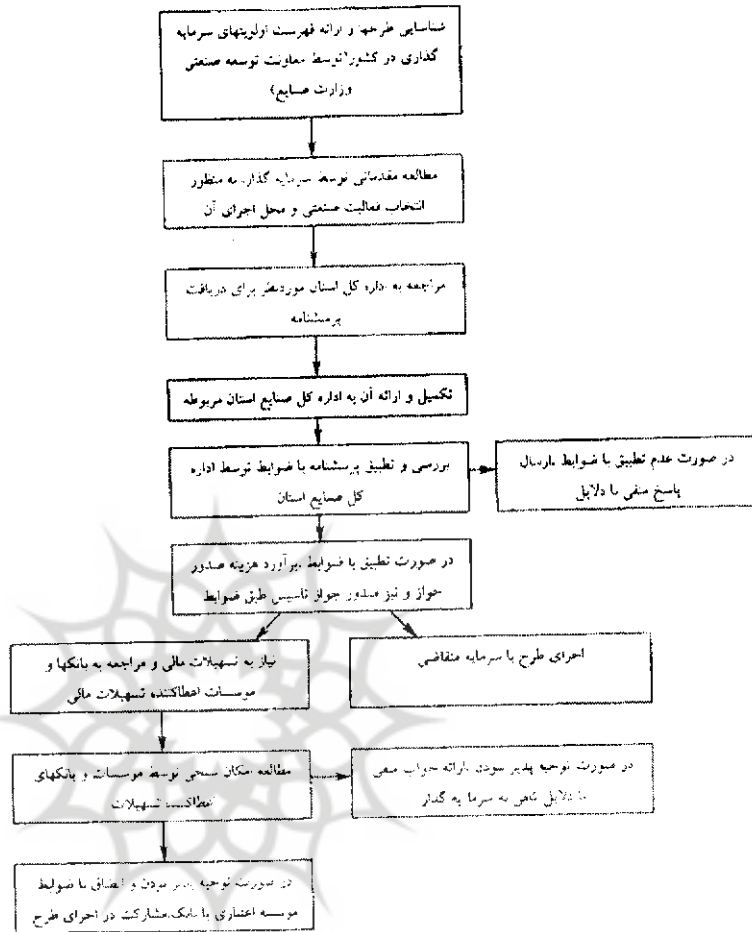 شناسایی طرحها و ارائه فهرست اولویتهای سرمایه
گذاری در کشور(توسط معاونت توسعه صنعتی
وزارت صنایع)
مطالعه مقدماتی توسط سرمایه گذار به منظور
انتخاب فعالیت صنعتی و محل اجرای آن
مراجعه به اداره کل استان موردنظر برای دریافت
پرسشنامه
تکمیل و ارائه آن به اداره کل صنایع استان مربوطه
بررسی و تطبیق پرسشنامه با ضوابط توسط اداره
کل صنایع استان
در صورت عدم تطبیق با ضوابط ،ارسال
پاسخ منفی با دلایل
در صورت تطبیق با ضوابط ،برآورد هزینه صدور
جواز و نیز صدور جواز تاسیس طبق ضوابط
اجرای طرح با سرمایه متقاضی
نیاز به تسهیلات مالی و مراجعه به بانکها و
موسسات اعطاکننده تسهیلات مالی
مطالعه امکان سنجی توسط موسسات و بانکهای
اعطاکننده تسهیلات
در صورت توجیه پذیر نبودن ،ارائه جواب منفی
با دلایل به سرما یه گذار
در صورت توجیه پذیر بودن و انطباق با ضوابط
موسسه اعتباری یا بانک،مشارکت در اجرای طرح